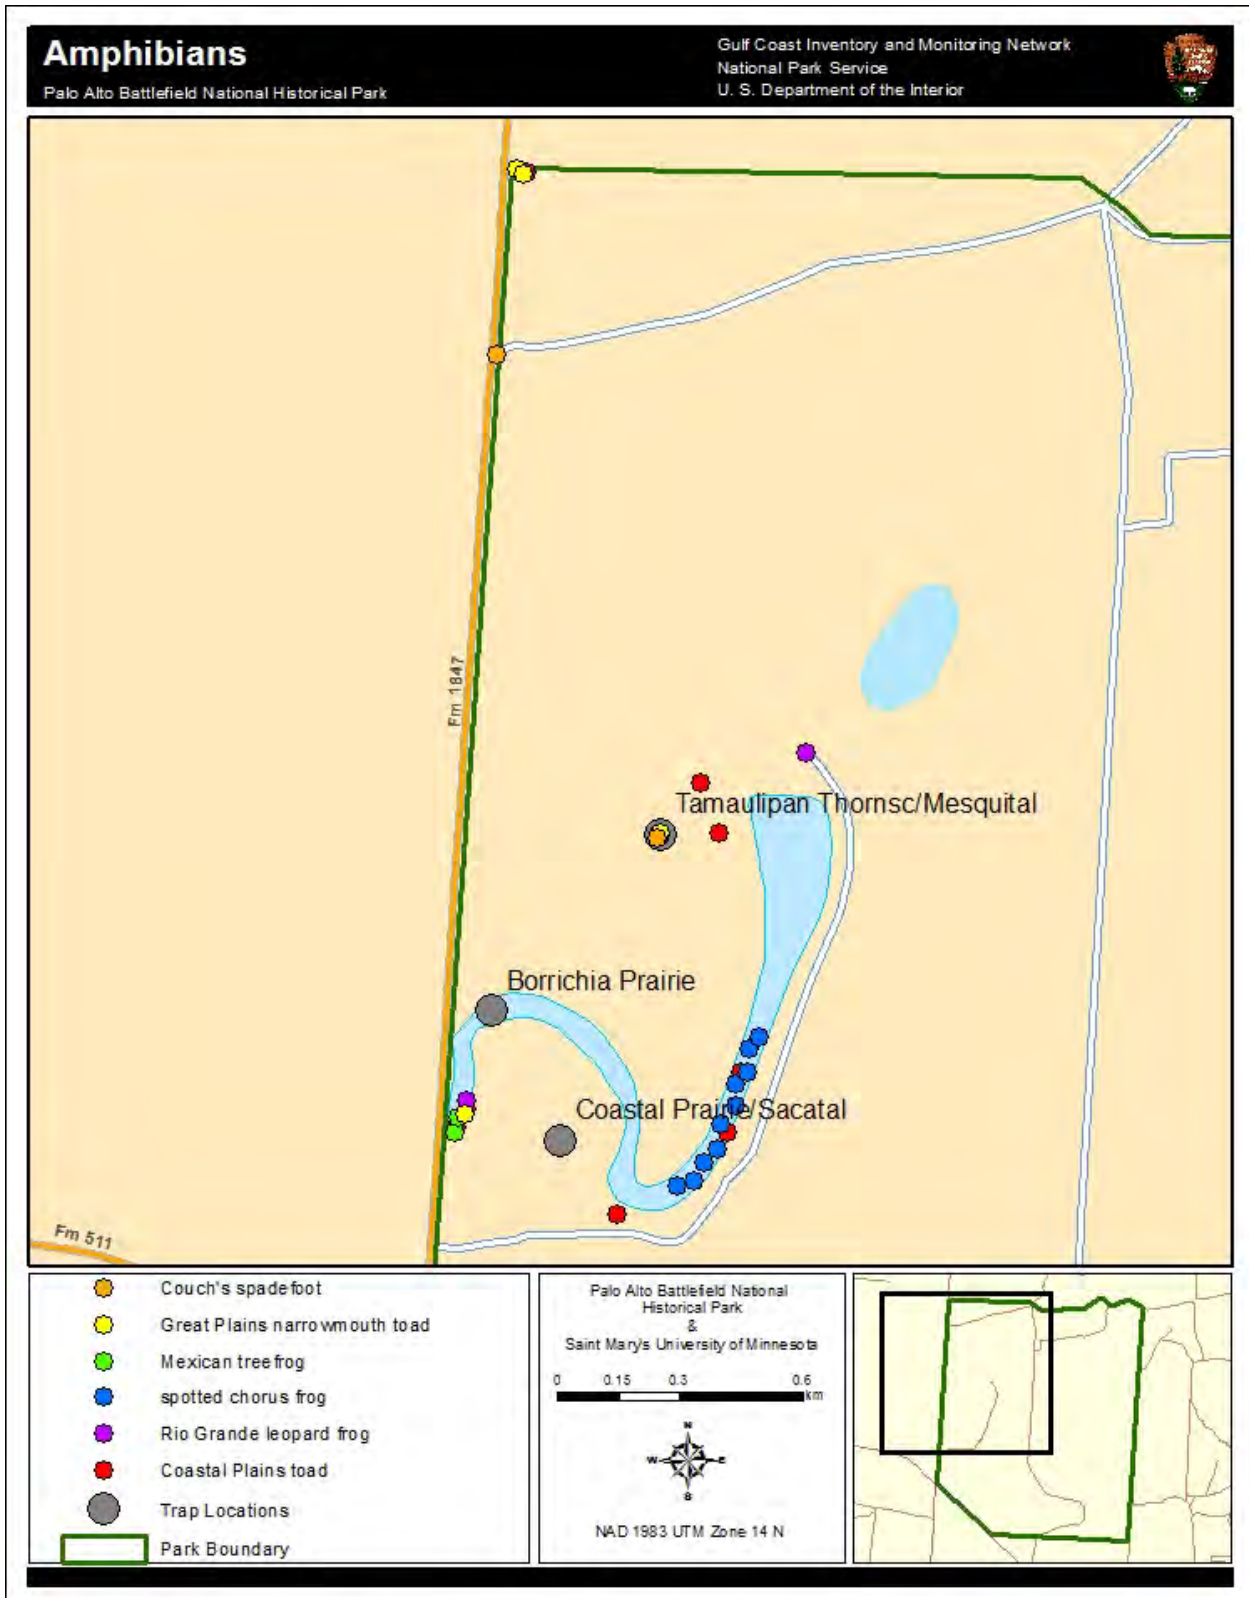 Amphibians
Palo Alto Battlefield National Historical Park
Gulf Coast Inventory and Monitoring Network
National Park Service
U. S. Department of the Interior
Fm 1847
Tamaulipan Thornsc/Mesquital
Borrichia Prairie
Coastal Prairie/Sacatal
Fm 511
Couch's spadefoot
Great Plains narrowmouth toad
Mexican treefrog
spotted chorus frog
Rio Grande leopard frog
Coastal Plains toad
Trap Locations
Park Boundary
Palo Alto Battlefield National
Historical Park
&
Saint Mary's University of Minnesota
0 0.15 0.3 0.6
km
N
W E
S
NAD 1983 UTM Zone 14 N